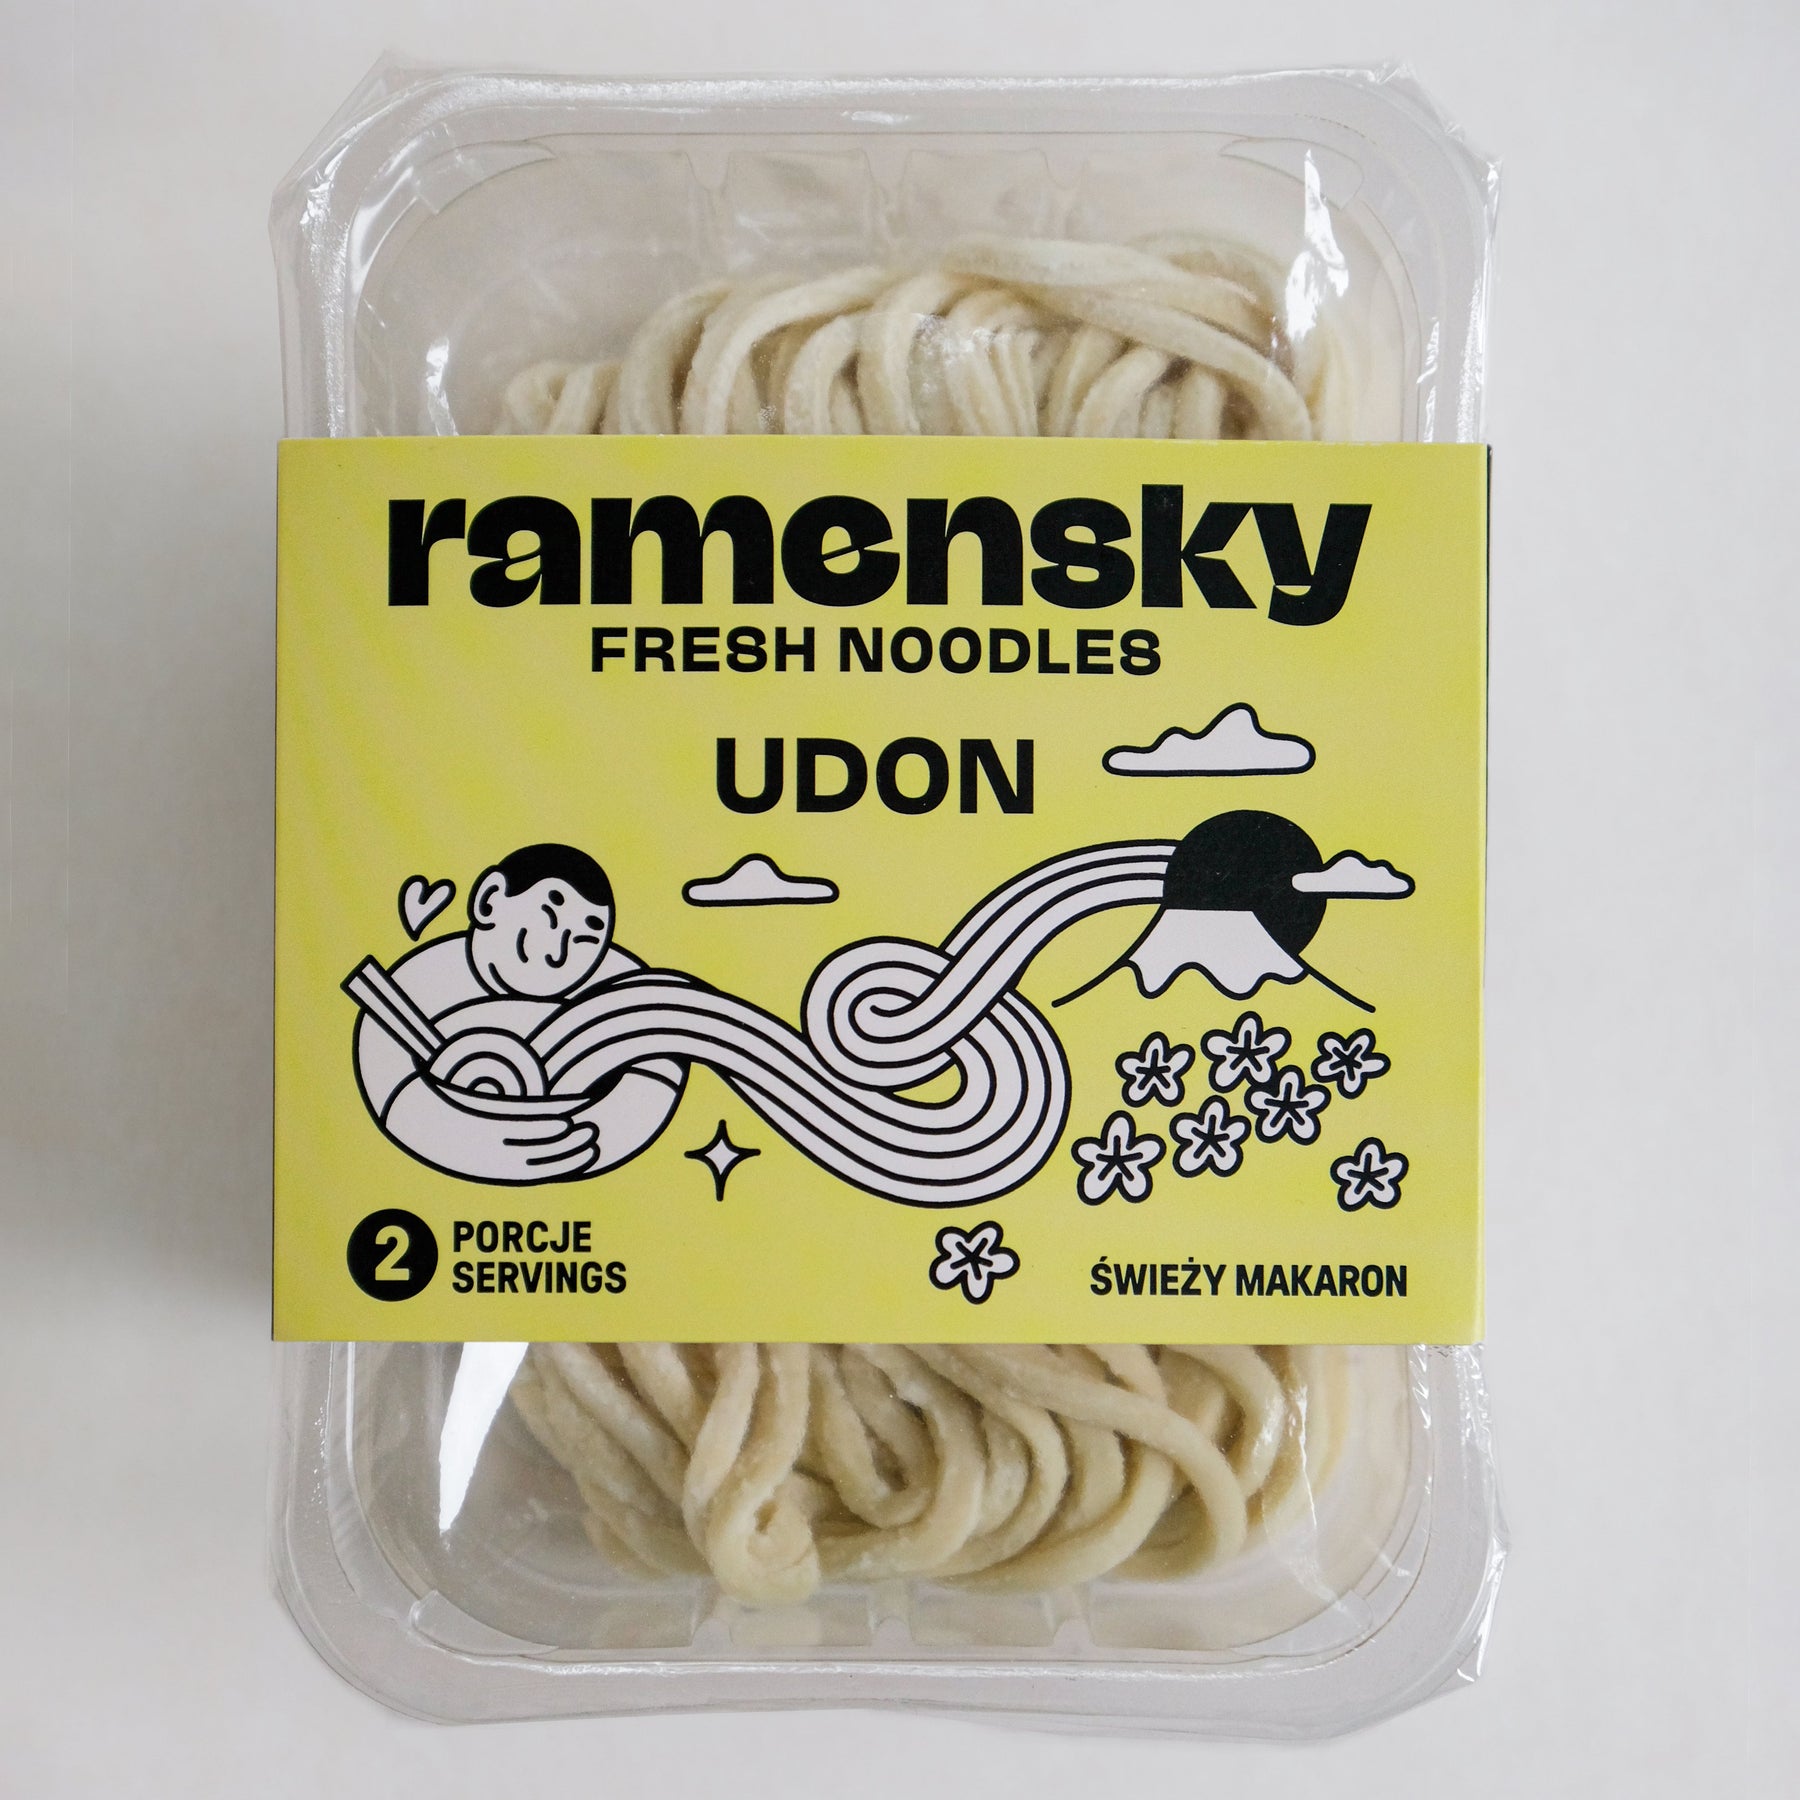 ramensky
FRESH NOODLES
UDON
2
PORCJE
SERVINGS
ŚWIEŻY MAKARON